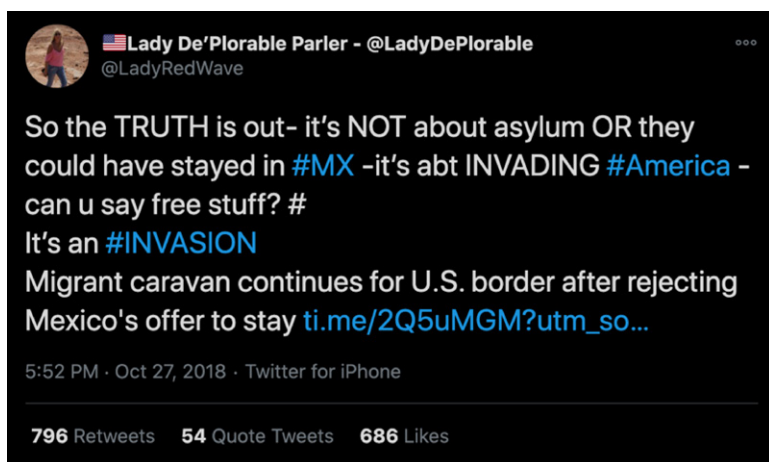 🇺🇸Lady De'Plorable Parler - @LadyDePlorable
@LadyRedWave
So the TRUTH is out- it's NOT about asylum OR they
could have stayed in #MX -it's abt INVADING #America -
can u say free stuff? #
It's an #INVASION
Migrant caravan continues for U.S. border after rejecting
Mexico's offer to stay ti.me/2Q5uMGM?utm_so…
5:52 PM · Oct 27, 2018 · Twitter for iPhone
796 Retweets 54 Quote Tweets 686 Likes